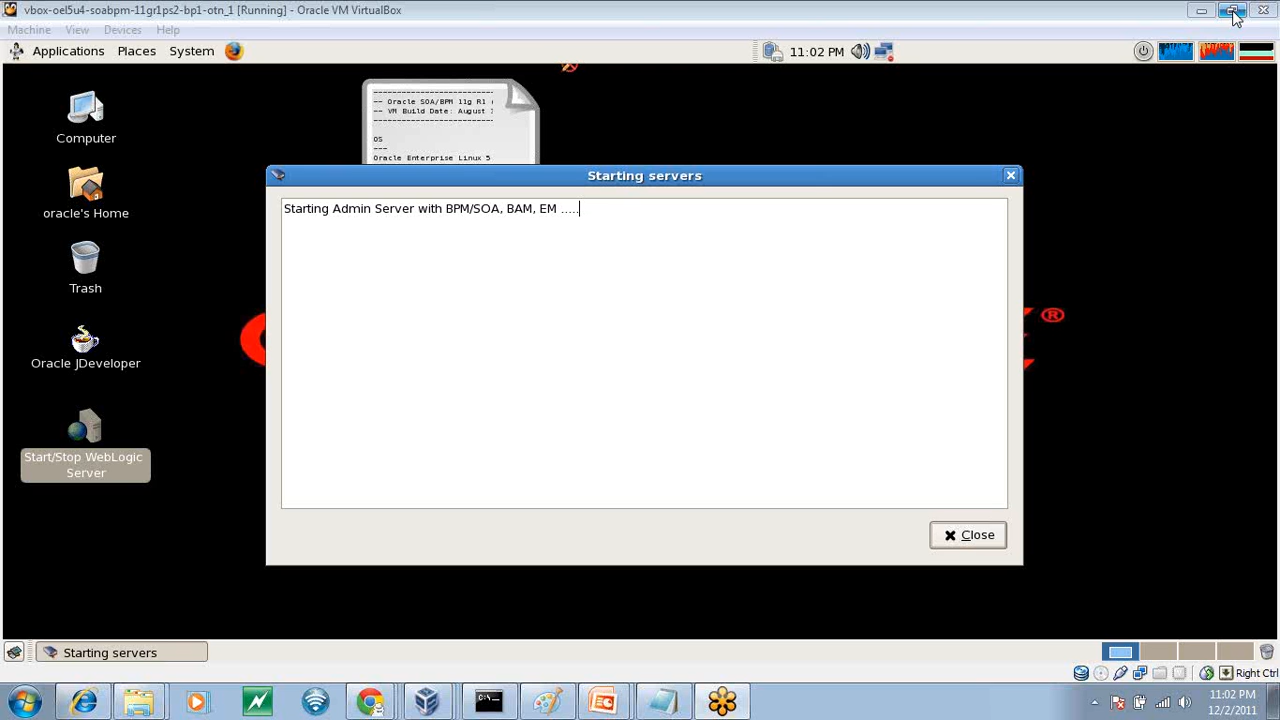 vbox-oel5u4-soabpm-11gr1ps2-bp1-otn_1 [Running] - Oracle VM VirtualBox
Machine View Devices Help
Applications Places System 11:02 PM
Computer
oracle's Home
Trash
Oracle JDeveloper
Start/Stop WebLogic
Server
-- Oracle SOA/BPM 11g R1
-- VM Build Date: August
OS
---
Oracle Enterprise Linux 5
Starting servers
Starting Admin Server with BPM/SOA, BAM, EM .....
Close
®
Starting servers
Right Ctrl
11:02 PM
12/2/2011